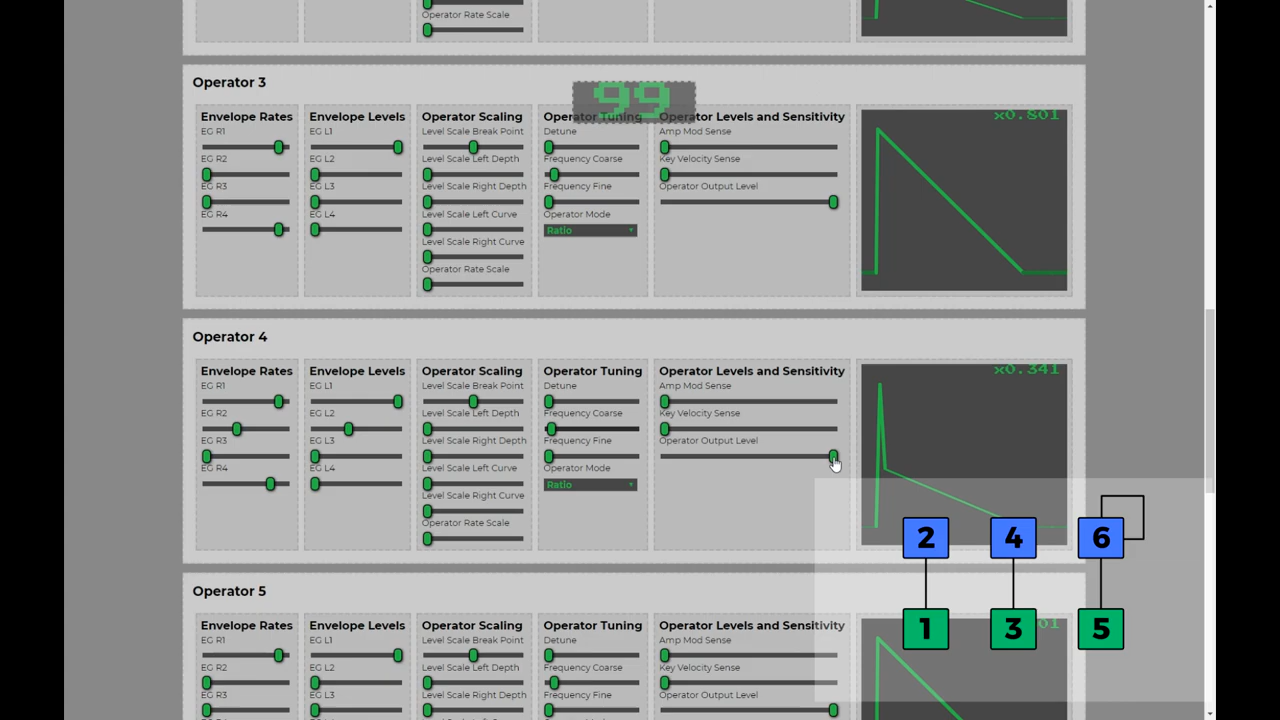 Operator Rate Scale
Operator 3
99
Envelope Rates Envelope Levels Operator Scaling Operator Tuning Operator Levels and Sensitivity x0.801
EG R1 EG L1 Level Scale Break Point Detune Amp Mod Sense
EG R2 EG L2 Level Scale Left Depth Frequency Coarse Key Velocity Sense
EG R3 EG L3 Level Scale Right Depth Frequency Fine Operator Output Level
EG R4 EG L4 Level Scale Left Curve Operator Mode
Ratio
Level Scale Right Curve
Operator Rate Scale
Operator 4
Envelope Rates Envelope Levels Operator Scaling Operator Tuning Operator Levels and Sensitivity x0.341
EG R1 EG L1 Level Scale Break Point Detune Amp Mod Sense
EG R2 EG L2 Level Scale Left Depth Frequency Coarse Key Velocity Sense
EG R3 EG L3 Level Scale Right Depth Frequency Fine Operator Output Level
EG R4 EG L4 Level Scale Left Curve Operator Mode
Ratio
Level Scale Right Curve
Operator Rate Scale
2 4 6
Operator 5
Envelope Rates Envelope Levels Operator Scaling Operator Tuning Operator Levels and Sensitivity
1 3 5
EG R1 EG L1 Level Scale Break Point Detune Amp Mod Sense
EG R2 EG L2 Level Scale Left Depth Frequency Coarse Key Velocity Sense
EG R3 EG L3 Level Scale Right Depth Frequency Fine Operator Output Level